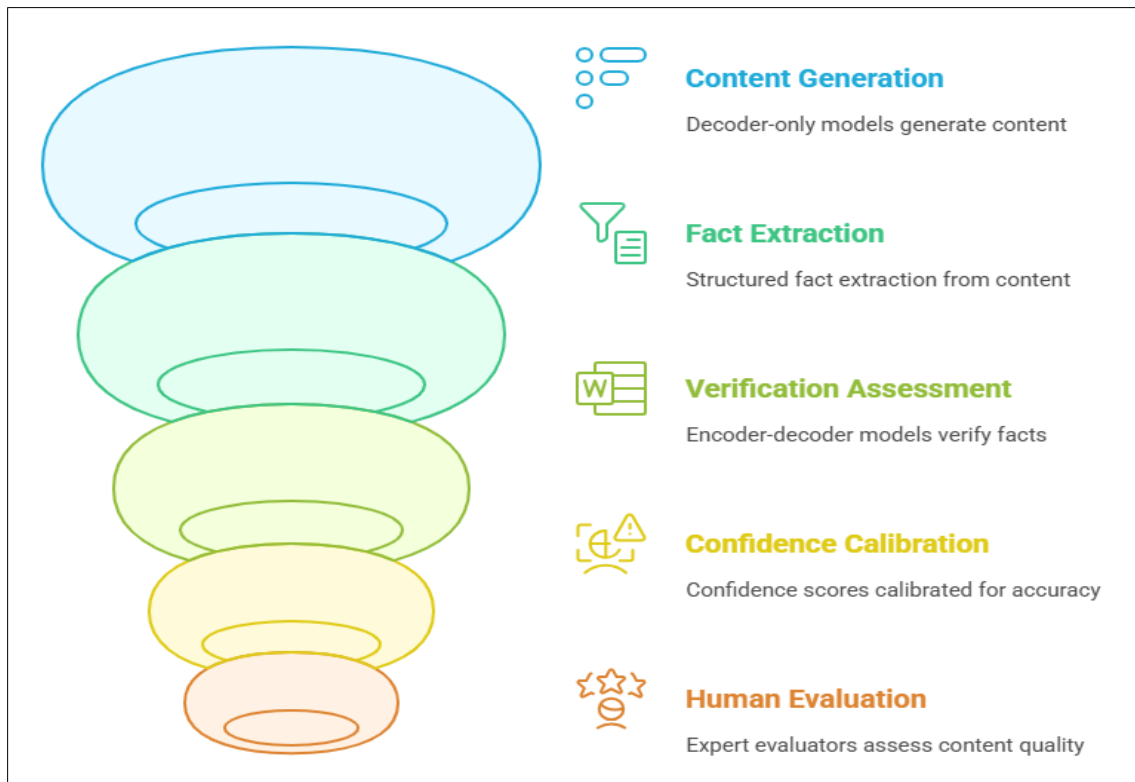 Content Generation
Decoder-only models generate content
Fact Extraction
Structured fact extraction from content
W
Verification Assessment
Encoder-decoder models verify facts
Confidence Calibration
Confidence scores calibrated for accuracy
Human Evaluation
Expert evaluators assess content quality